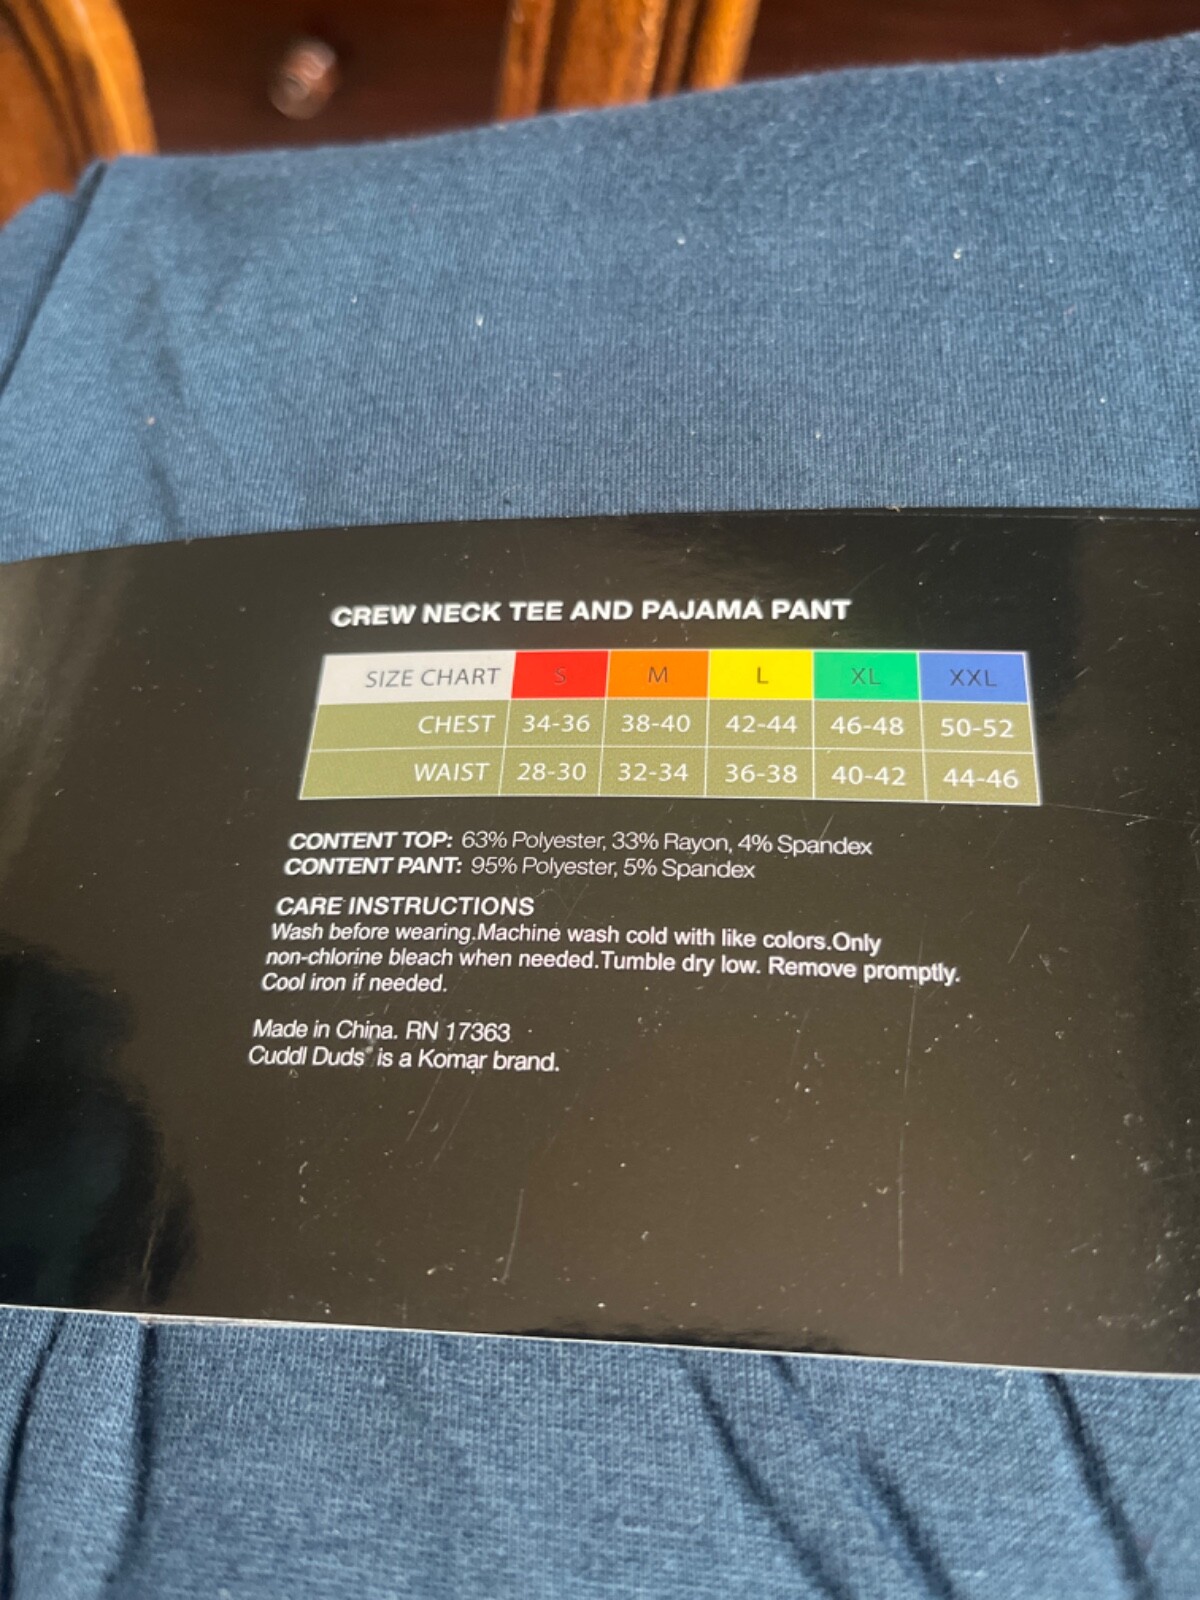 CREW NECK TEE AND PAJAMA PANT
SIZE CHART S M L XL XXL
CHEST 34-36 38-40 42-44 46-48 50-52
WAIST 28-30 32-34 36-38 40-42 44-46
CONTENT TOP: 63% Polyester, 33% Rayon, 4% Spandex
CONTENT PANT: 95% Polyester, 5% Spandex
CARE INSTRUCTIONS
Wash before wearing.Machine wash cold with like colors.Only
non-chlorine bleach when needed.Tumble dry low. Remove promptly.
Cool iron if needed.
Made in China. RN 17363
Cuddl Duds® is a Komar brand.